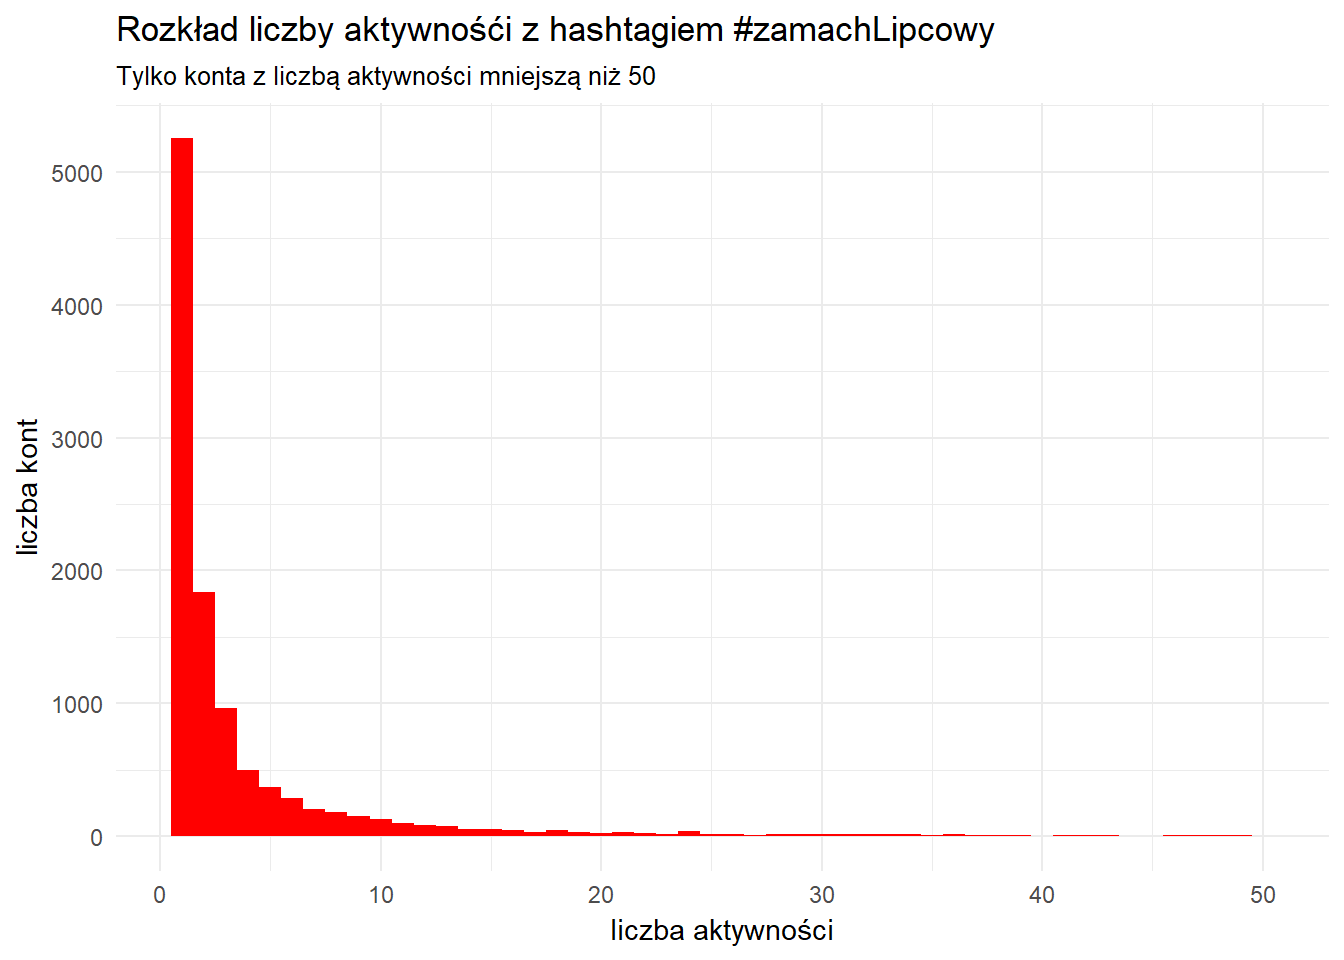 Rozkład liczby aktywnośći z hashtagiem #zamachLipcowy
Tylko konta z liczbą aktywności mniejszą niż 50
5000
4000
3000
2000
1000
0
liczba kont
0 10 20 30 40 50
liczba aktywności